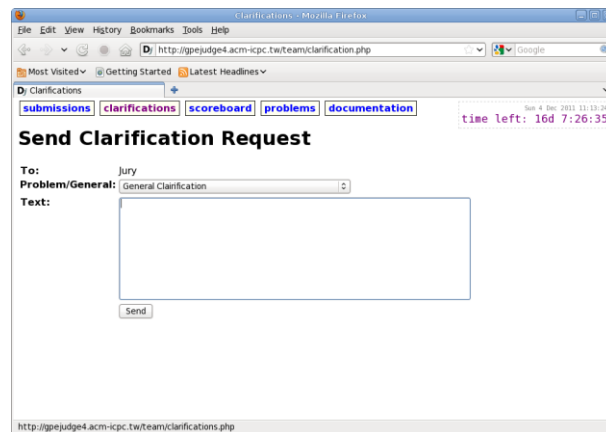 Clarifications - Mozilla Firefox
File Edit View History Bookmarks Tools Help
http://gpejudge4.acm-icpc.tw/team/clarification.php Google
Most Visited Getting Started Latest Headlines
Clarifications
submissions clarifications scoreboard problems documentation
Sun 4 Dec 2011 11:13:24
time left: 16d 7:26:35
Send Clarification Request
To: Jury
Problem/General: General Clairification
Text:
Send
http://gpejudge4.acm-icpc.tw/team/clarifications.php